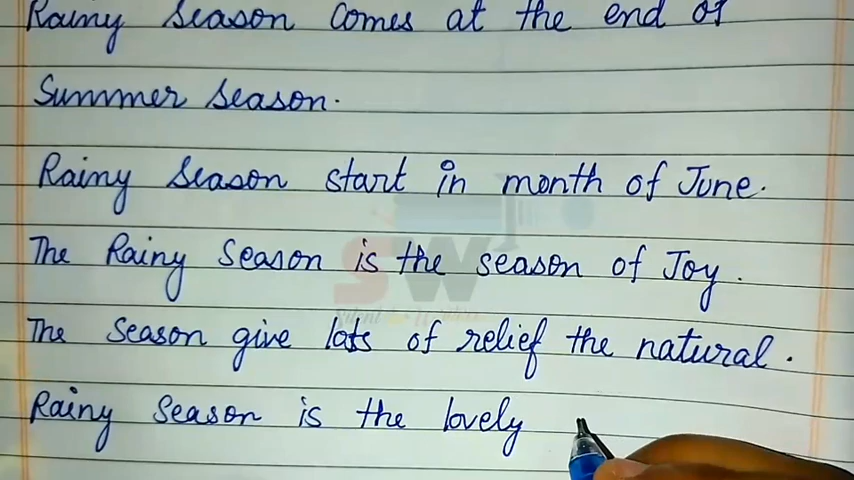 Rainy Season Comes at the end of
Summer season.
Rainy Season start in month of June.
The Rainy Season is the season of Joy.
The Season give lots of relief the natural.
Rainy Season is the lovely
SW